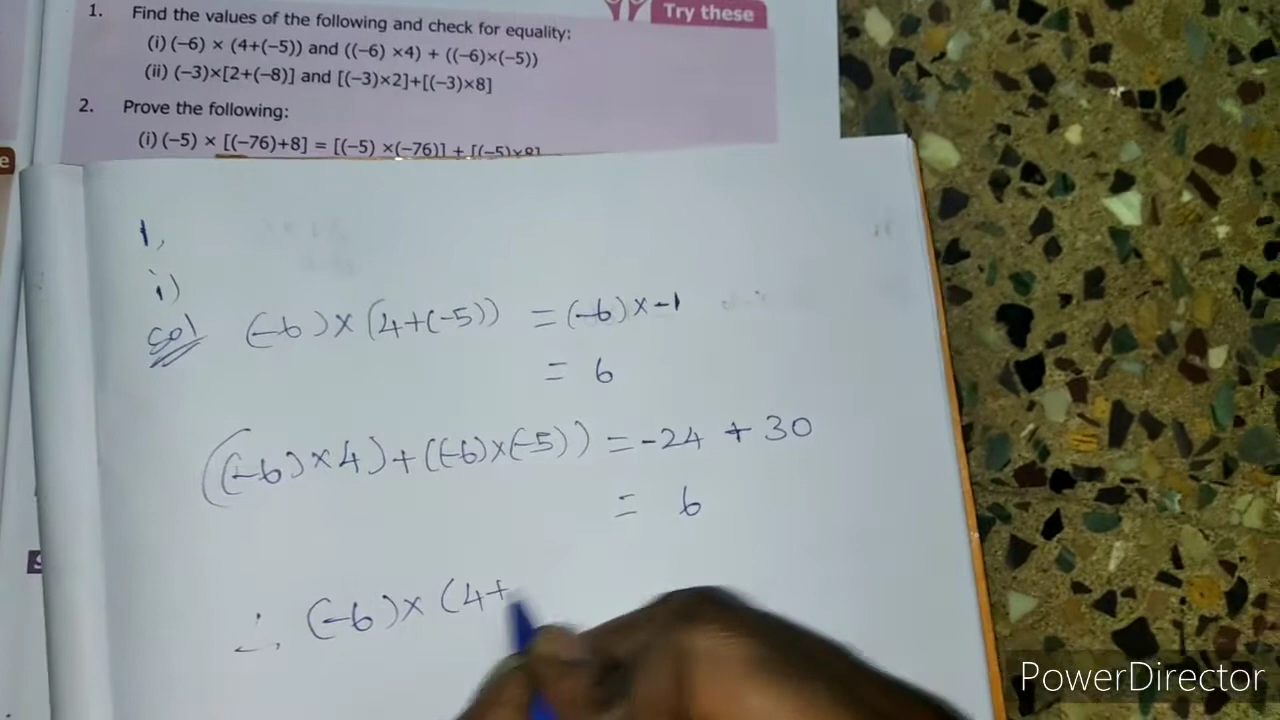 Try these
1. Find the values of the following and check for equality:
(i) (−6) × (4+(−5)) and ((−6) ×4) + ((−6)×(−5))
(ii) (−3)×[2+(−8)] and [(−3)×2]+[(−3)×8]
2. Prove the following:
(i) (−5) × [(−76)+8] = [(−5) ×(−76)] + [(−5)×8]
1,
i)
Sol (-6)×(4+(-5)) = (-6)×-1
= 6
((-6)×4)+((-6)×(-5)) = -24 + 30
= 6
∴ (-6)× (4+
PowerDirector